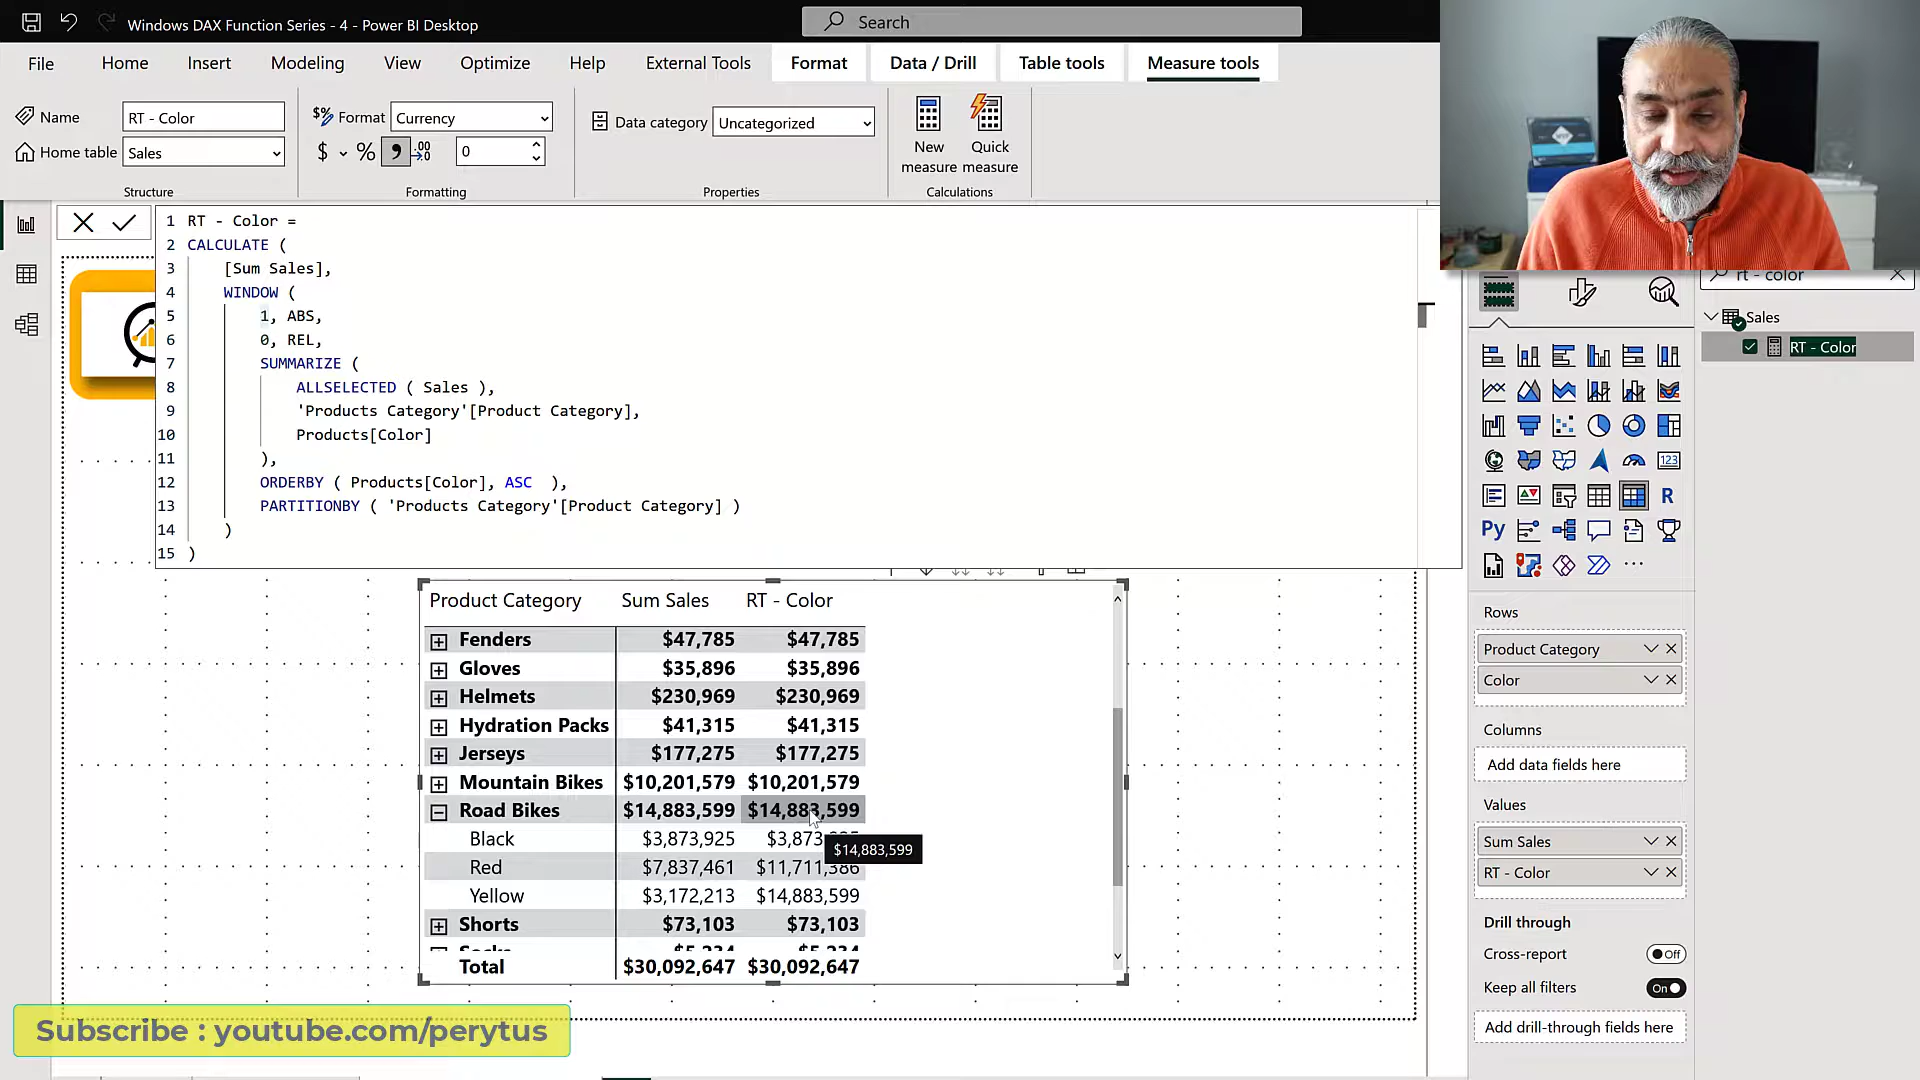 Windows DAX Function Series - 4 - Power BI Desktop
Search
File
Home
Insert
Modeling
View
Optimize
Help
External Tools
Format
Data / Drill
Table tools
Measure tools
Name
RT - Color
Home table
Sales
Structure
Format
Currency
$
%
0
Formatting
Data category
Uncategorized
Properties
New measure
Quick measure
Calculations
1 RT - Color =
2 CALCULATE (
3 [Sum Sales],
4 WINDOW (
5 1, ABS,
6 0, REL,
7 SUMMARIZE (
8 ALLSELECTED ( Sales ),
9 'Products Category'[Product Category],
10 Products[Color]
11 ),
12 ORDERBY ( Products[Color], ASC ),
13 PARTITIONBY ( 'Products Category'[Product Category] )
14 )
15 )
Product Category Sum Sales RT - Color
Fenders $47,785 $47,785
Gloves $35,896 $35,896
Helmets $230,969 $230,969
Hydration Packs $41,315 $41,315
Jerseys $177,275 $177,275
Mountain Bikes $10,201,579 $10,201,579
Road Bikes $14,883,599 $14,883,599
Black $3,873,925
$14,883,599
Red $7,837,461 $11,711,386
Yellow $3,172,213 $14,883,599
Shorts $73,103 $73,103
Total $30,092,647 $30,092,647
Subscribe : youtube.com/perytus
rt - color
Sales
RT - Color
123
R
Py
Rows
Product Category
Color
Columns
Add data fields here
Values
Sum Sales
RT - Color
Drill through
Cross-report
Off
Keep all filters
On
Add drill-through fields here